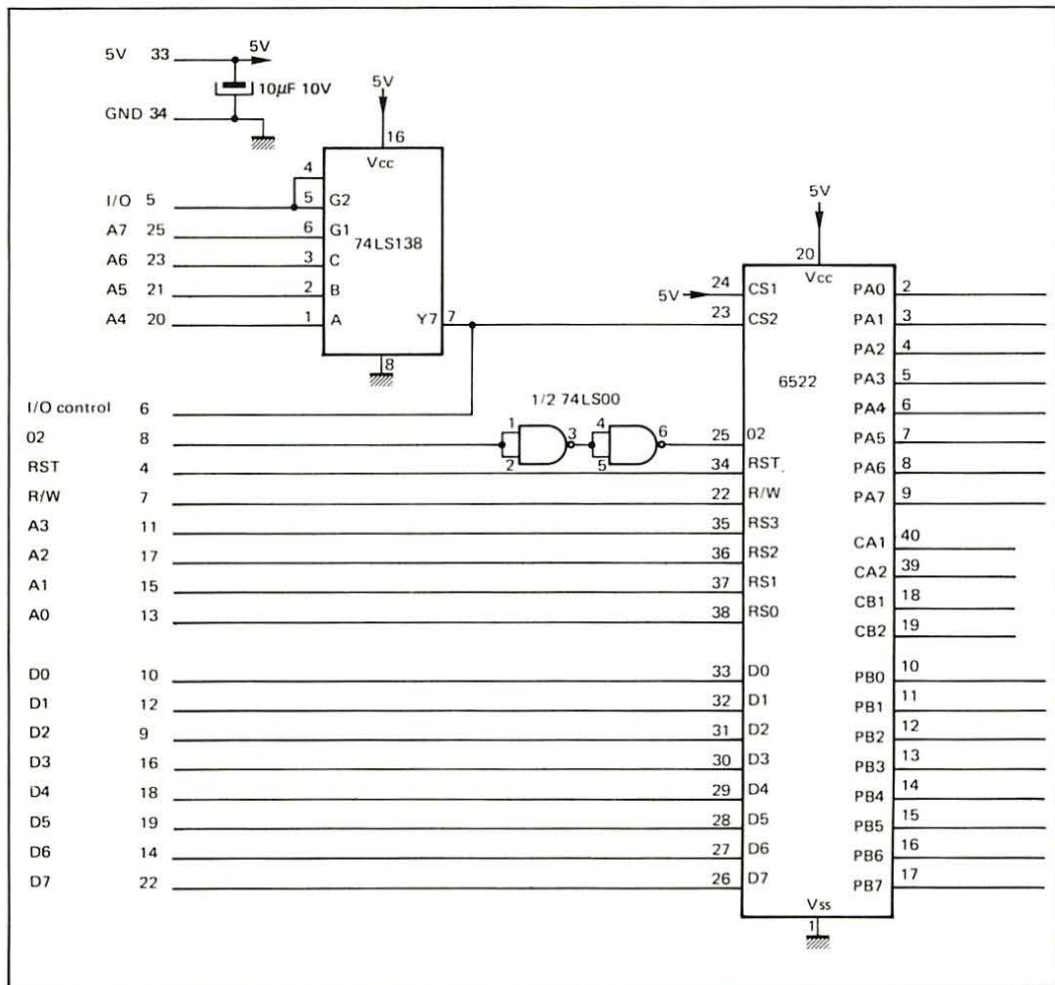 5V 33
5V
10μF 10V
GND 34
5V
16
Vcc
4
I/O 5
5 G2
A7 25
6 G1
74LS138
A6 23
3 C
A5 21
2 B
A4 20
1 A
Y7 7
8
5V
20
Vcc
5V 24 CS1
23 CS2
6522
I/O control 6
1/2 74LS00
02 8
1
2
3
4
5
6
25 02
RST 4
34 RST
R/W 7
22 R/W
A3 11
35 RS3
A2 17
36 RS2
A1 15
37 RS1
A0 13
38 RS0
D0 10
33 D0
D1 12
32 D1
D2 9
31 D2
D3 16
30 D3
D4 18
29 D4
D5 19
28 D5
D6 14
27 D6
D7 22
26 D7
PA0 2
PA1 3
PA2 4
PA3 5
PA4 6
PA5 7
PA6 8
PA7 9
CA1 40
CA2 39
CB1 18
CB2 19
PB0 10
PB1 11
PB2 12
PB3 13
PB4 14
PB5 15
PB6 16
PB7 17
Vss
1